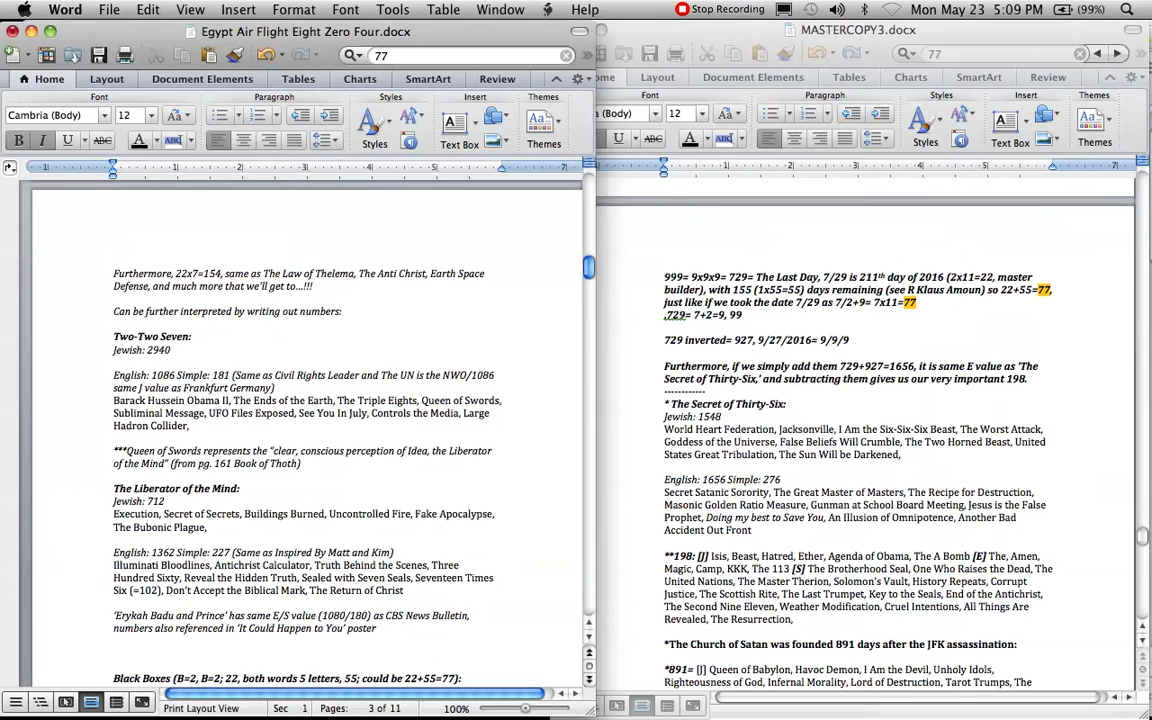 Word File Edit View Insert Format Font Tools Table Window Help Stop Recording Mon May 23 5:09 PM (99%)
Egypt Air Flight Eight Zero Four.docx
77
Home Layout Document Elements Tables Charts SmartArt Review
Font Paragraph Styles Insert Themes
Cambria (Body) 12 Aa
B I U ABC A ABC Styles A Text Box Aa Themes
1 1 2 3 4 5 6 7
Furthermore, 22x7=154, same as The Law of Thelema, The Anti Christ, Earth Space
Defense, and much more that we'll get to...!!!
Can be further interpreted by writing out numbers:
Two-Two Seven:
Jewish: 2940
English: 1086 Simple: 181 (Same as Civil Rights Leader and The UN is the NWO/1086
same J value as Frankfurt Germany)
Barack Hussein Obama II, The Ends of the Earth, The Triple Eights, Queen of Swords,
Subliminal Message, UFO Files Exposed, See You In July, Controls the Media, Large
Hadron Collider,
***Queen of Swords represents the "clear, conscious perception of Idea, the Liberator
of the Mind" (from pg. 161 Book of Thoth)
The Liberator of the Mind:
Jewish: 712
Execution, Secret of Secrets, Buildings Burned, Uncontrolled Fire, Fake Apocalypse,
The Bubonic Plague,
English: 1362 Simple: 227 (Same as Inspired By Matt and Kim)
Illuminati Bloodlines, Antichrist Calculator, Truth Behind the Scenes, Three
Hundred Sixty, Reveal the Hidden Truth, Sealed with Seven Seals, Seventeen Times
Six (=102), Don't Accept the Biblical Mark, The Return of Christ
'Erykah Badu and Prince' has same E/S value (1080/180) as CBS News Bulletin,
numbers also referenced in 'It Could Happen to You' poster
Black Boxes (B=2, B=2; 22, both words 5 letters, 55; could be 22+55=77):
Print Layout View Sec 1 Pages: 3 of 11 100%
MASTERCOPY3.docx
77
ome Layout Document Elements Tables Charts SmartArt Review
Font Paragraph Styles Insert Themes
a (Body) 12 Aa
U ABC A ABC Styles A Text Box Aa Themes
1 2 3 4 5 7
999= 9x9x9= 729= The Last Day, 7/29 is 211th day of 2016 (2x11=22, master
builder), with 155 (1x55=55) days remaining (see R Klaus Amoun) so 22+55=77,
just like if we took the date 7/29 as 7/2+9= 7x11=77
.729= 7+2=9, 99
729 inverted= 927, 9/27/2016= 9/9/9
Furthermore, if we simply add them 729+927=1656, it is same E value as 'The
Secret of Thirty-Six,' and subtracting them gives us our very important 198.
------------
* The Secret of Thirty-Six:
Jewish: 1548
World Heart Federation, Jacksonville, I Am the Six-Six-Six Beast, The Worst Attack,
Goddess of the Universe, False Beliefs Will Crumble, The Two Horned Beast, United
States Great Tribulation, The Sun Will be Darkened,
English: 1656 Simple: 276
Secret Satanic Sorority, The Great Master of Masters, The Recipe for Destruction,
Masonic Golden Ratio Measure, Gunman at School Board Meeting, Jesus is the False
Prophet, Doing my best to Save You, An Illusion of Omnipotence, Another Bad
Accident Out Front
**198: [J] Isis, Beast, Hatred, Ether, Agenda of Obama, The A Bomb [E] The, Amen,
Magic, Camp, KKK, The 113 [S] The Brotherhood Seal, One Who Raises the Dead, The
United Nations, The Master Therion, Solomon's Vault, History Repeats, Corrupt
Justice, The Scottish Rite, The Last Trumpet, Key to the Seals, End of the Antichrist,
The Second Nine Eleven, Weather Modification, Cruel Intentions, All Things Are
Revealed, The Resurrection,
*The Church of Satan was founded 891 days after the JFK assassination:
*891= [J] Queen of Babylon, Havoc Demon, I Am the Devil, Unholy Idols,
Righteousness of God, Infernal Morality, Lord of Destruction, Tarot Trumps, The